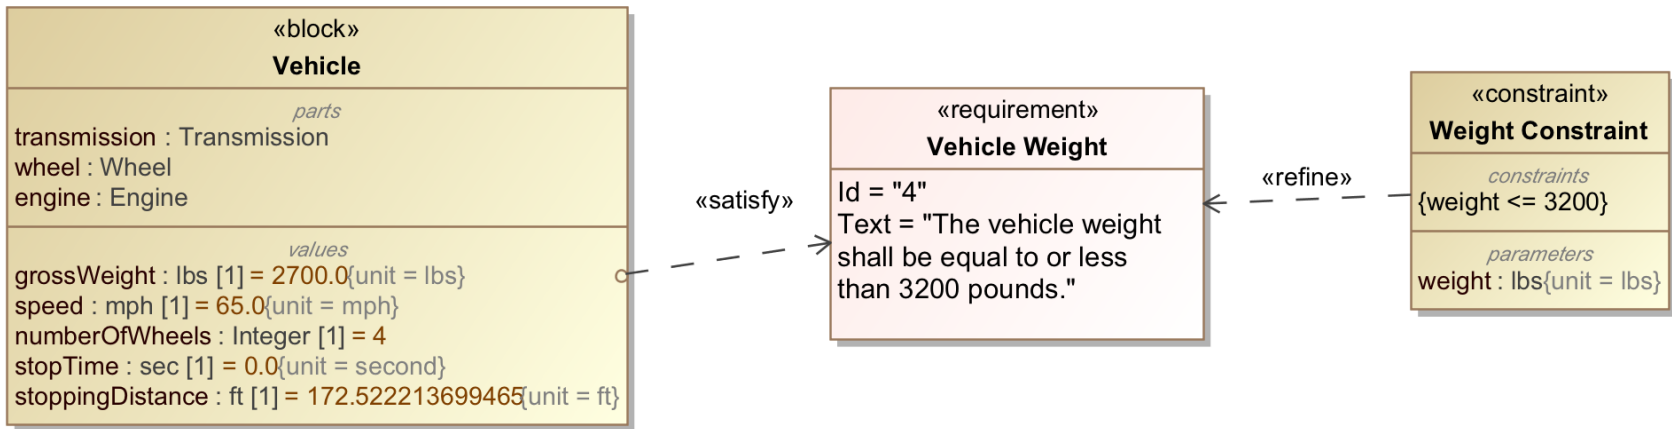 «block»
Vehicle
parts
transmission : Transmission
wheel : Wheel
engine : Engine
values
grossWeight : lbs [1] = 2700.0{unit = lbs}
speed : mph [1] = 65.0{unit = mph}
numberOfWheels : Integer [1] = 4
stopTime : sec [1] = 0.0{unit = second}
stoppingDistance : ft [1] = 172.522213699465{unit = ft}
«satisfy»
«requirement»
Vehicle Weight
Id = "4"
Text = "The vehicle weight
shall be equal to or less
than 3200 pounds."
«refine»
«constraint»
Weight Constraint
constraints
{weight <= 3200}
parameters
weight : lbs{unit = lbs}